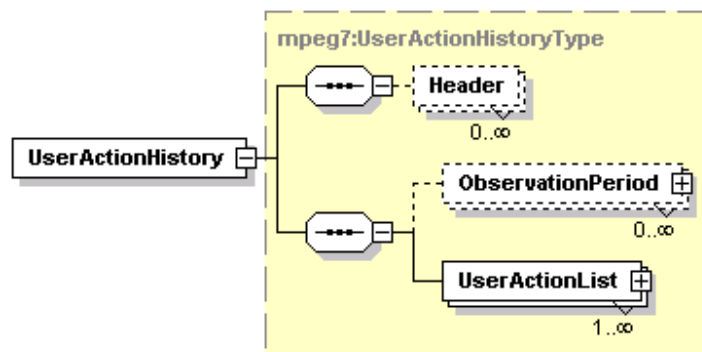 mpeg7:UserActionHistoryType
Header
0..∞
UserActionHistory
ObservationPeriod
0..∞
UserActionList
1..∞